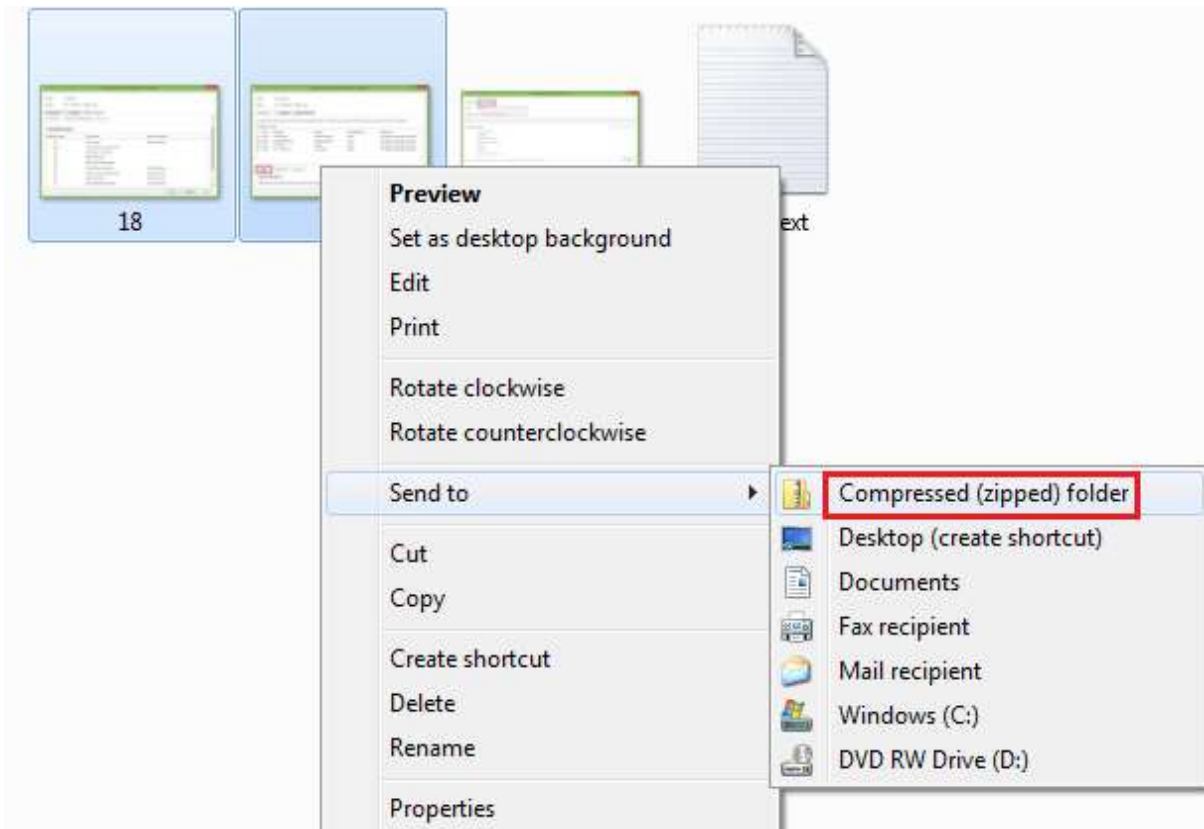 18
ext
Preview
Set as desktop background
Edit
Print
Rotate clockwise
Rotate counterclockwise
Send to
Cut
Copy
Create shortcut
Delete
Rename
Properties
Compressed (zipped) folder
Desktop (create shortcut)
Documents
Fax recipient
Mail recipient
Windows (C:)
DVD RW Drive (D:)